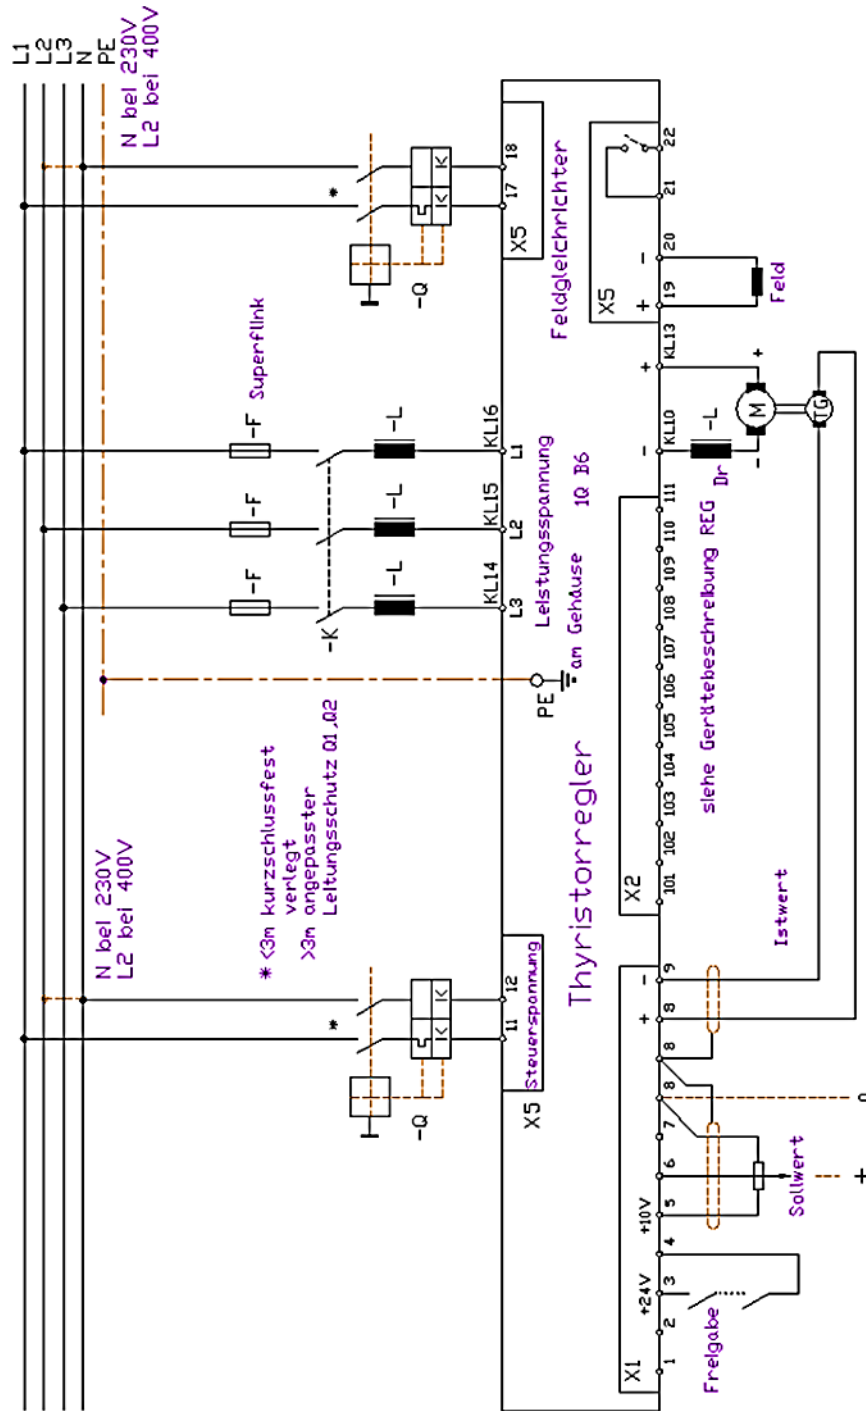 L1
L2
L3
N
PE
N bei 230V
L2 bei 400V
N bei 230V
L2 bei 400V
* <3m kurzschlussfest
verlegt
>3m angepasster
Leitungsschutz Q1,Q2
-F
-F
-F
Superflink
*
*
-K
-Q
-L
-L
-L
-Q
K
K
K
K
11
12
KL14
KL15
KL16
17
18
X5
Steuerspannung
L3
L2
L1
X5
PE
Leistungsspannung
am Gehäuse
1Q B6
Feldgleichrichter
Thyristorregler
X1
+24V
+10V
+
-
X2
-
+
X5
+
-
1
2
3
4
5
6
7
8
8
8
9
101
102
103
104
105
106
107
108
109
110
111
KL10
KL13
19
20
21
22
Freigabe
Sollwert
Istwert
siehe Gerätebeschreibung REG
Dr
-L
-
M
+
TG
Feld
+
0